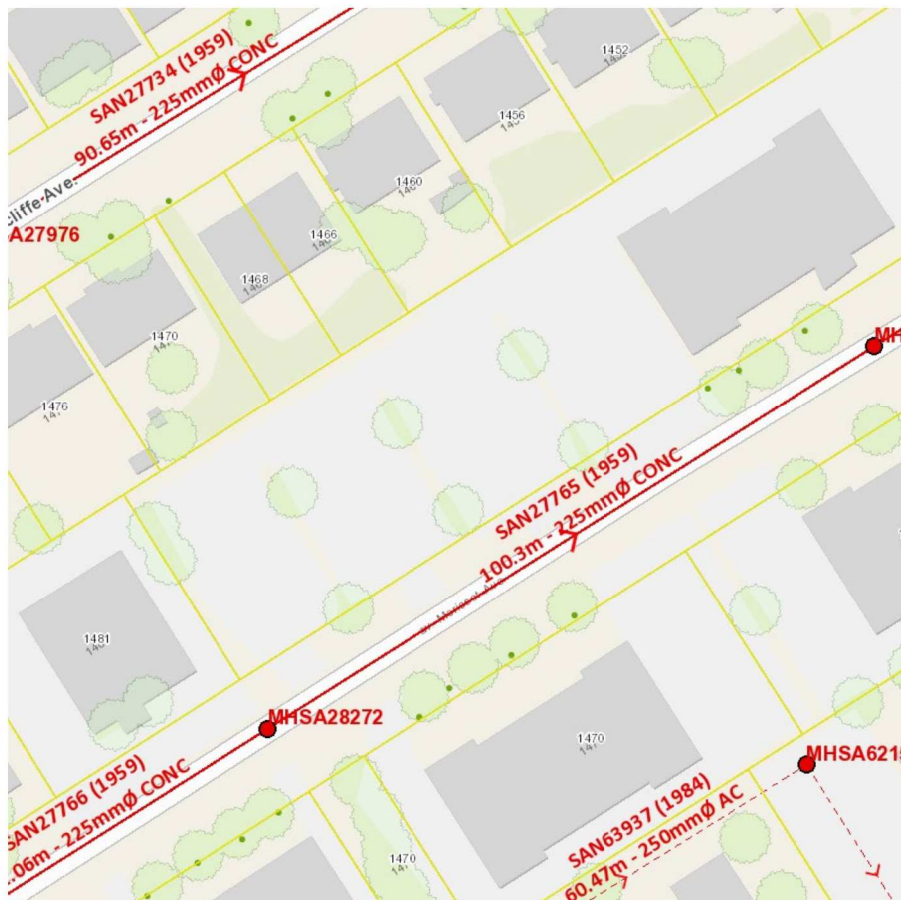 SAN27734 (1959)
90.65m - 225mmØ CONC
1452
1456
cliffe Ave.
A27976
1460
1466
1468
1470
1476
MH
SAN27765 (1959)
100.3m - 225mmØ CONC
1481
MHSA28272
1470
MHSA621
SAN27766 (1959)
.06m - 225mmØ CONC
SAN63937 (1984)
60.47m - 250mmØ AC
1470